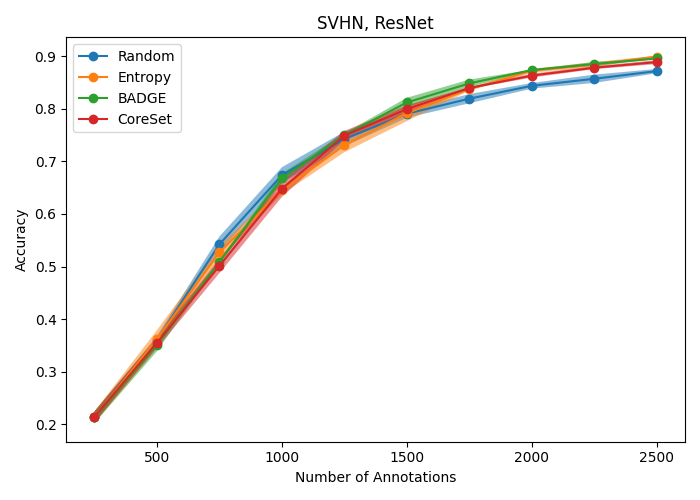 SVHN, ResNet
Random
Entropy
BADGE
CoreSet
Accuracy
0.9
0.8
0.7
0.6
0.5
0.4
0.3
0.2
500
1000
1500
2000
2500
Number of Annotations